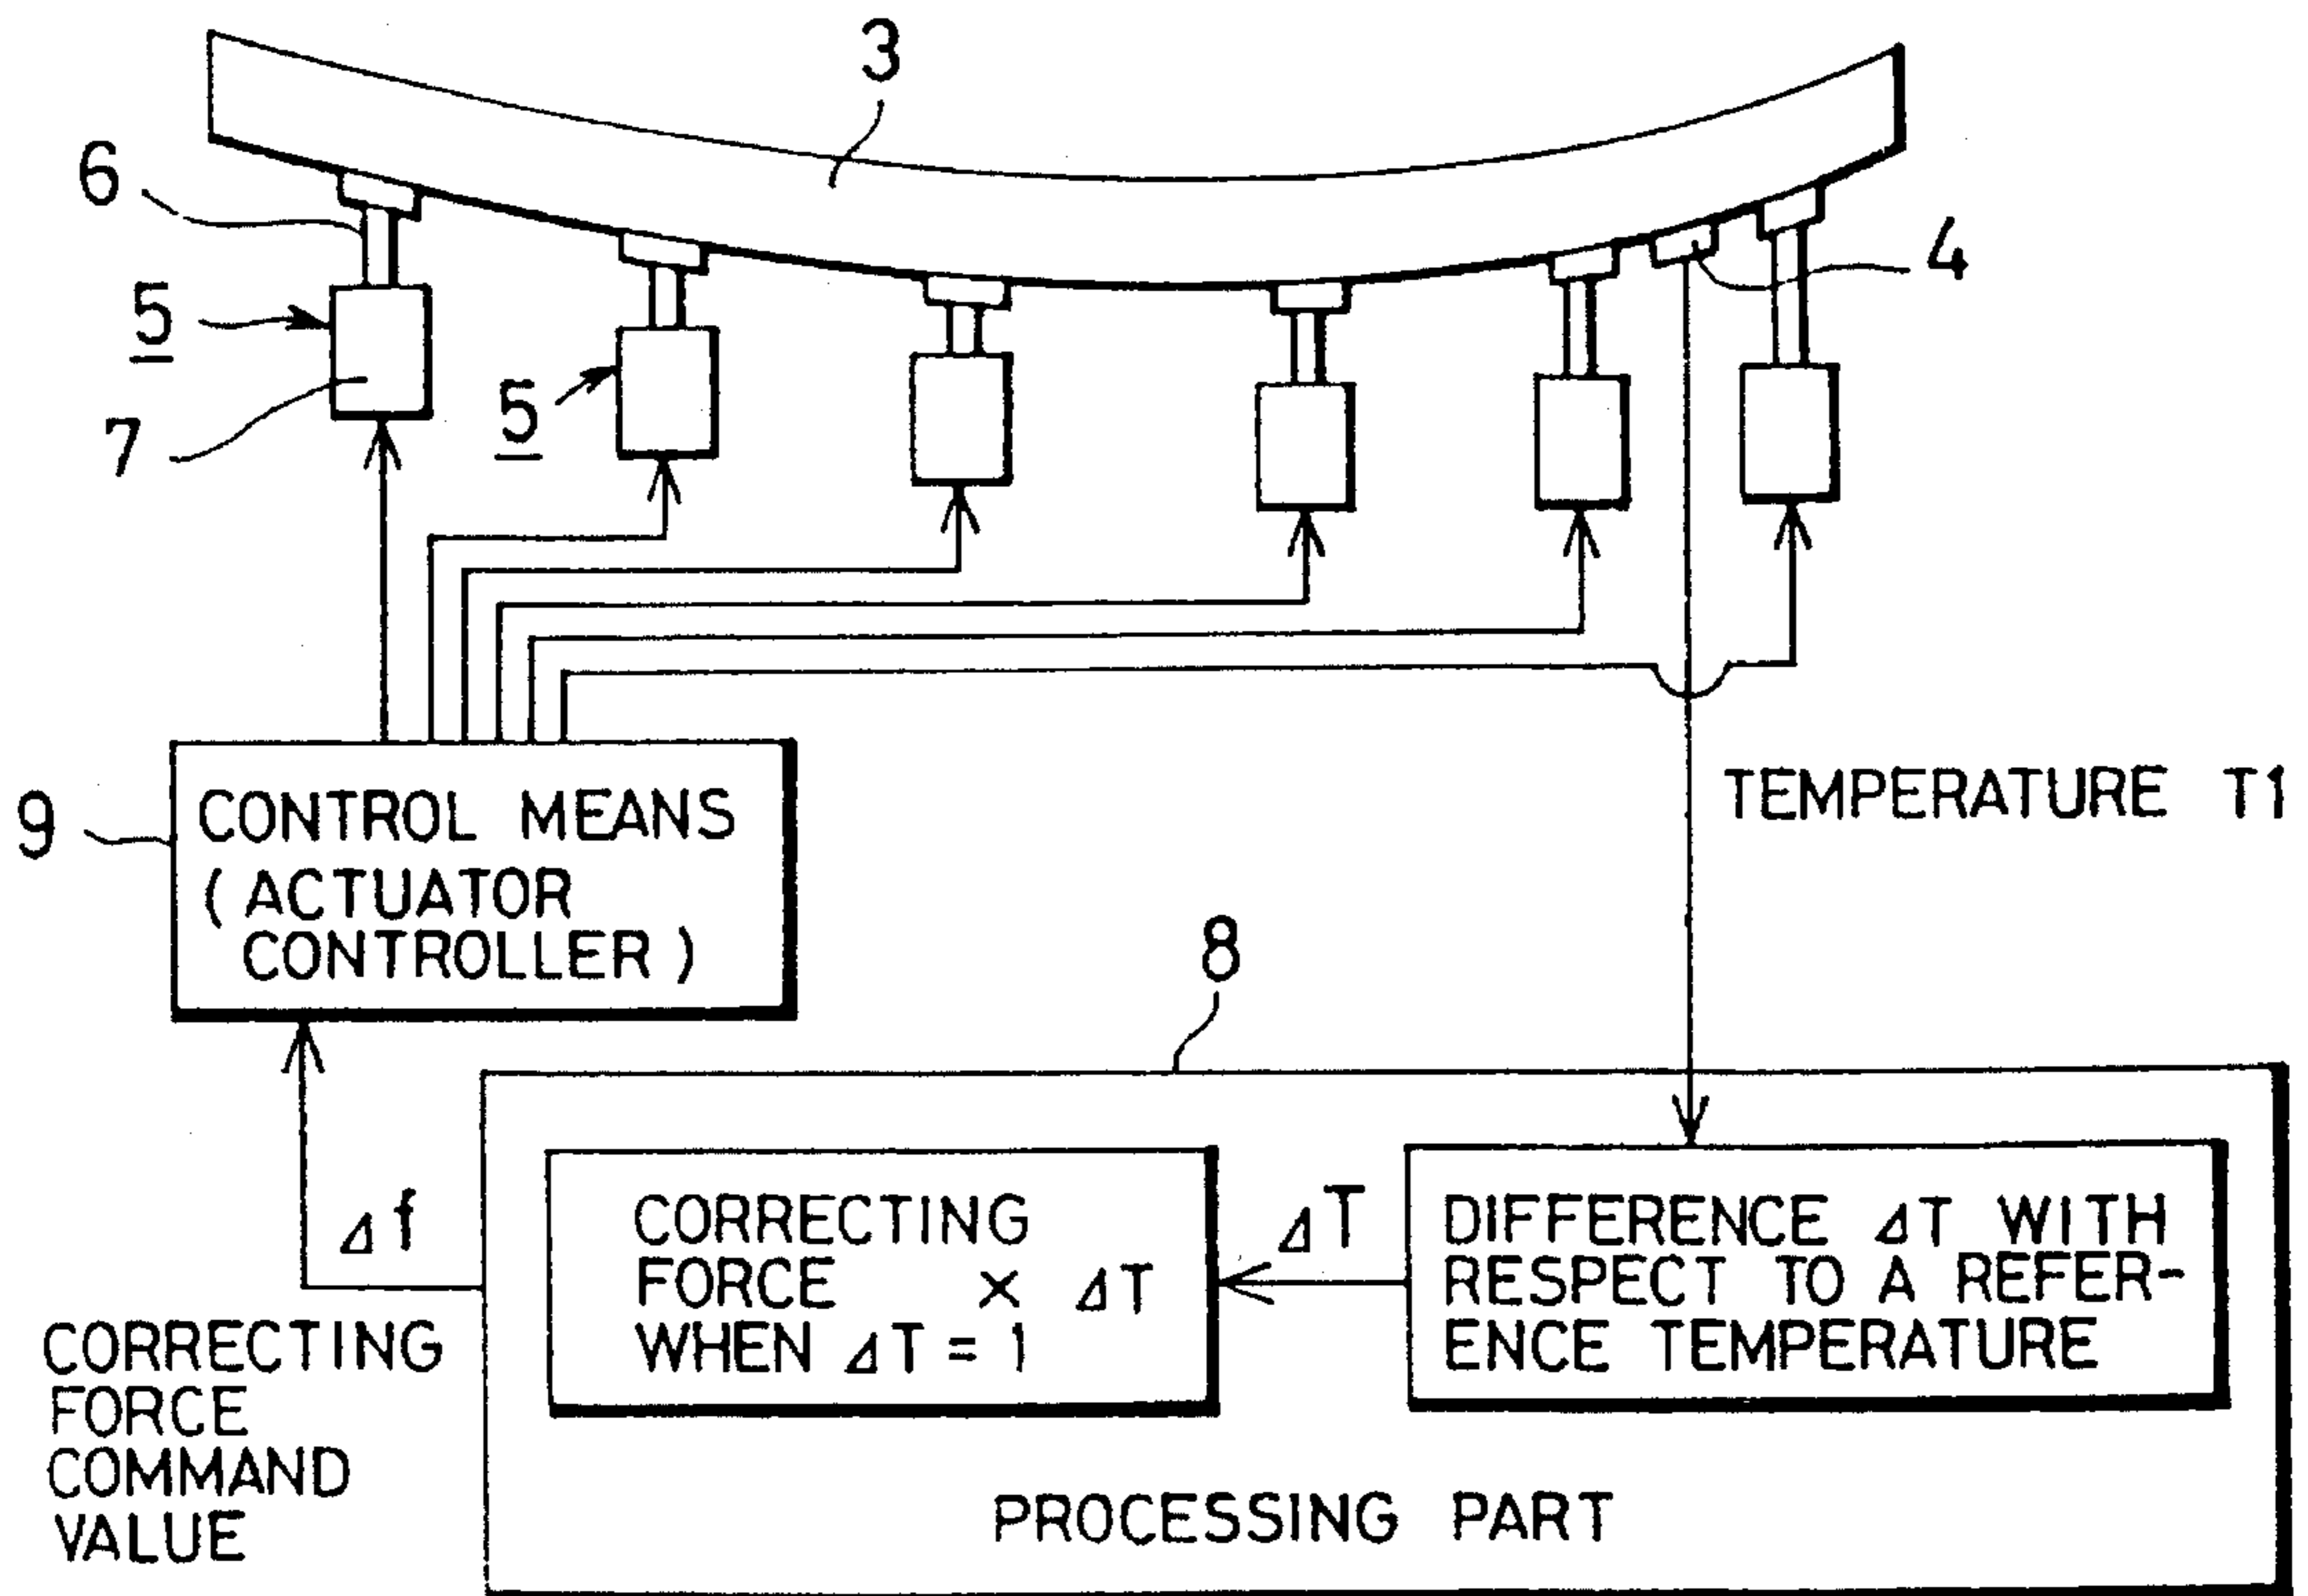 3
6
4
5
5
7
TEMPERATURE T1
9
CONTROL MEANS
(ACTUATOR
CONTROLLER)
8
Δf
CORRECTING
FORCE × ΔT
WHEN ΔT = 1
ΔT
DIFFERENCE ΔT WITH
RESPECT TO A REFER-
ENCE TEMPERATURE
CORRECTING
FORCE
COMMAND
VALUE
PROCESSING PART